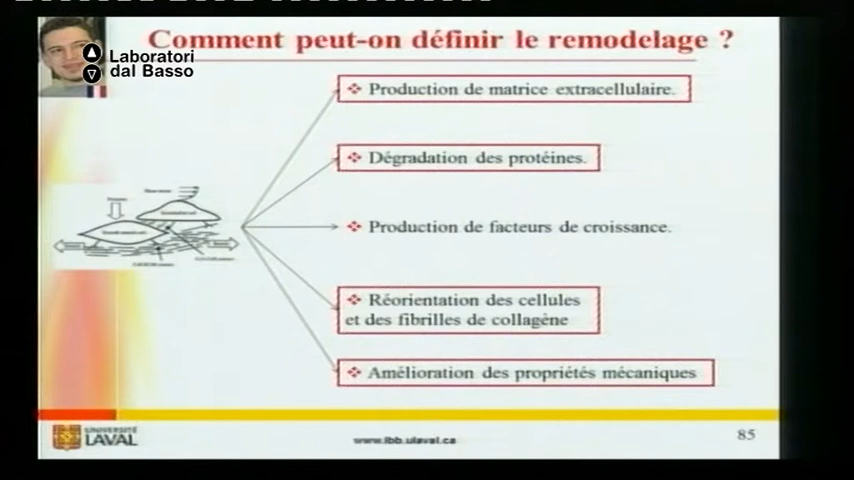 Comment peut-on définir le remodelage ?
Laboratori
dal Basso
❖ Production de matrice extracellulaire.
❖ Dégradation des protéines.
❖ Production de facteurs de croissance.
❖ Réorientation des cellules
et des fibrilles de collagène
❖ Amélioration des propriétés mécaniques
UNIVERSITÉ
LAVAL
www.lbb.ulaval.ca
85